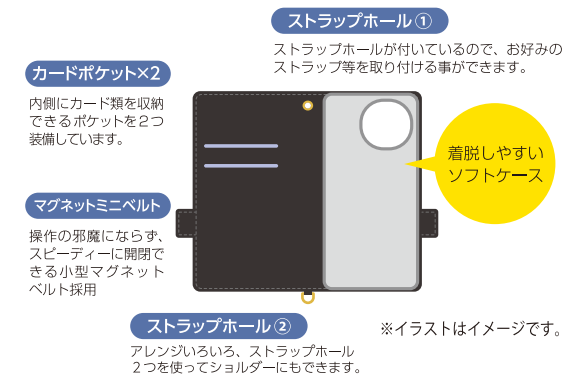 ストラップホール①
ストラップホールが付いているので、お好みの
ストラップ等を取り付ける事ができます。
カードポケット×2
内側にカード類を収納
できるポケットを２つ
装備しています。
着脱しやすい
ソフトケース
マグネットミニベルト
操作の邪魔にならず、
スピーディーに開閉で
きる小型マグネット
ベルト採用
ストラップホール②
アレンジいろいろ、ストラップホール
２つを使ってショルダーにもできます。
※イラストはイメージです。